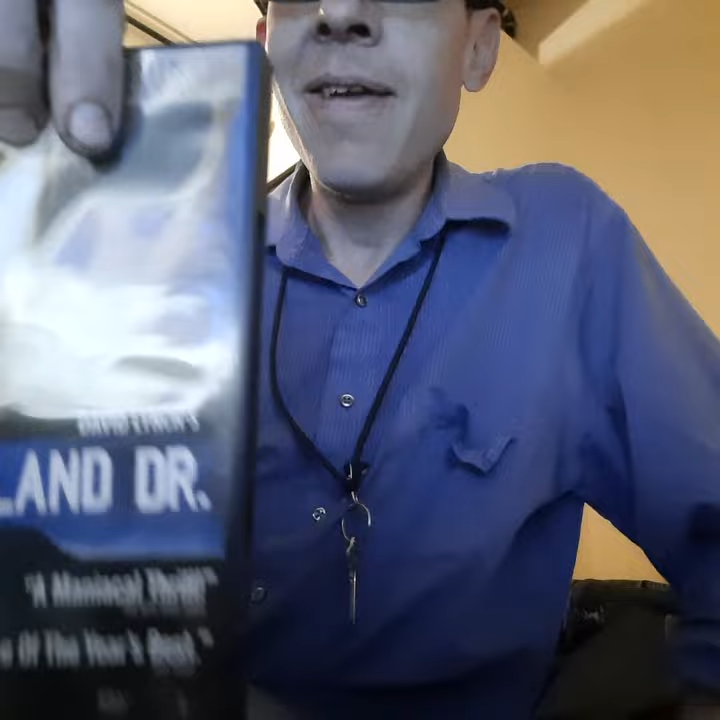 DAVID LYNCH'S
LAND DR.
"A Maniacal Thrill!"
e Of The Year's Best."